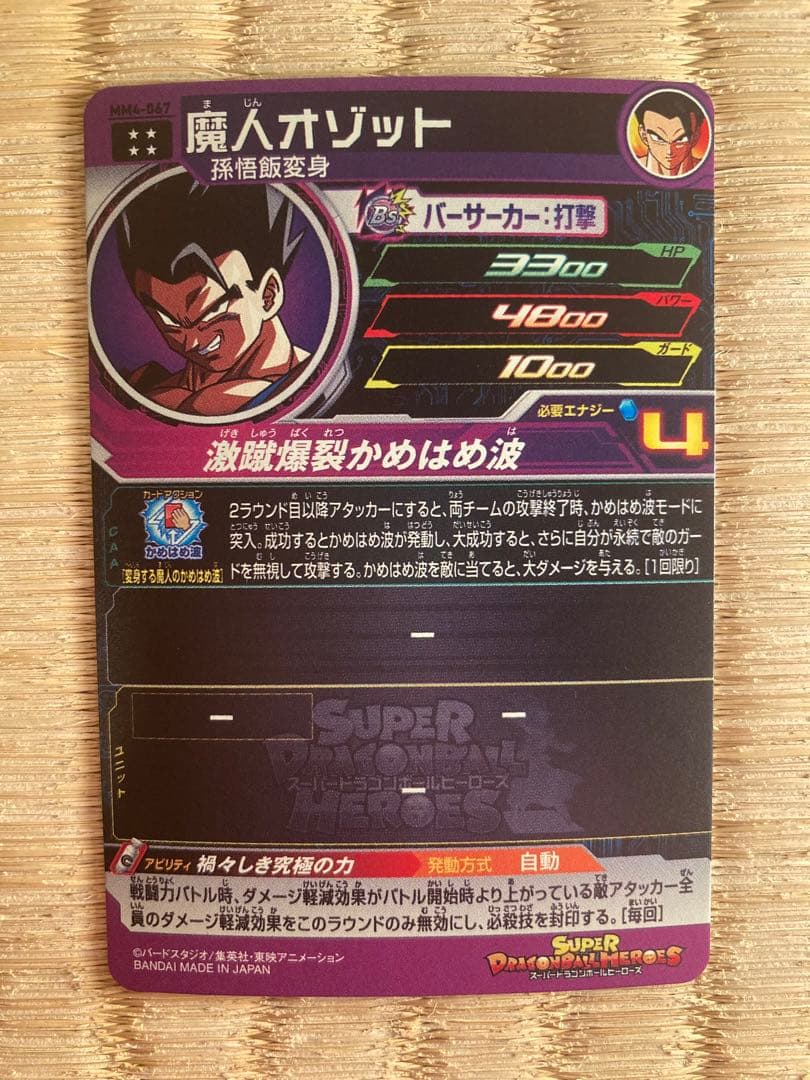 MM4-067
★★
★★
ま じん
魔人オゾット
孫悟飯変身
BS
バーサーカー:打撃
HP
3300
パワー
4800
ガード
1000
必要エナジー
4
げき しゅう ばく れつ は
激蹴爆裂かめはめ波
CAA
カードアクション
かめはめ波
[変身する魔人のかめはめ波]
2ラウンド目以降アタッカーにすると、両チームの攻撃終了時、かめはめ波モードに
突入。成功するとかめはめ波が発動し、大成功すると、さらに自分が永続で敵のガー
ドを無視して攻撃する。かめはめ波を敵に当てると、大ダメージを与える。[1回限り]
ー
ユニット
ー ー
ー
SUPER
DRAGONBALL
スーパードラゴンボールヒーローズ
HEROES
アビリティ 禍々しき究極の力 発動方式 自動
戦闘力バトル時、ダメージ軽減効果がバトル開始時より上がっている敵アタッカー全
員のダメージ軽減効果をこのラウンドのみ無効にし、必殺技を封印する。[毎回]
©バードスタジオ/集英社・東映アニメーション
BANDAI MADE IN JAPAN
SUPER
DRAGONBALL HEROES
スーパードラゴンボールヒーローズ